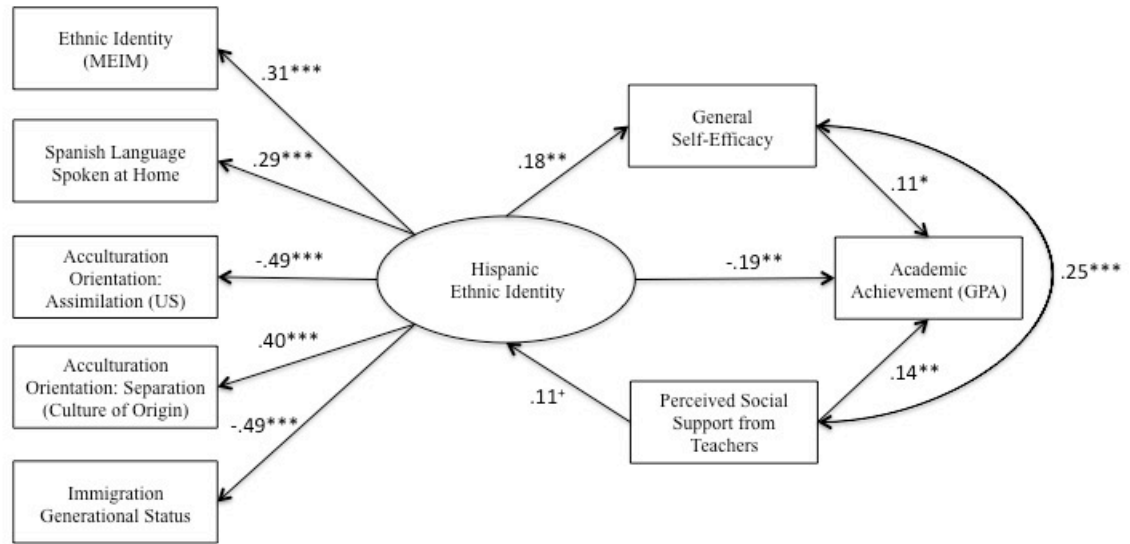 Ethnic Identity
(MEIM)
.31***
Spanish Language
Spoken at Home
.29***
Acculturation
Orientation:
Assimilation (US)
-.49***
Acculturation
Orientation: Separation
(Culture of Origin)
.40***
Immigration
Generational Status
-.49***
Hispanic
Ethnic Identity
.18**
General
Self-Efficacy
.11*
-.19**
Academic
Achievement (GPA)
.25***
.11+
Perceived Social
Support from
Teachers
.14**